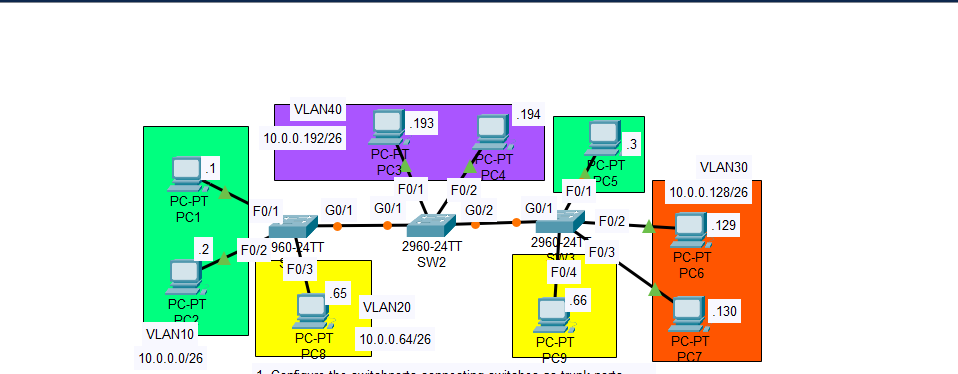 VLAN40
10.0.0.192/26
.193
PC-PT
PC3
.194
PC-PT
PC4
.3
PC-PT
PC5
VLAN30
10.0.0.128/26
.1
PC-PT
PC1
F0/1
F0/1
F0/2
F0/1
G0/1
G0/1
G0/2
G0/1
F0/2
.129
PC-PT
PC6
.2
PC-PT
PC2
F0/2
960-24TT
2960-24TT
SW2
2960-24TT
SW3
F0/3
F0/3
F0/4
.65
PC-PT
PC8
VLAN20
10.0.0.64/26
.66
PC-PT
PC9
.130
PC-PT
PC7
VLAN10
10.0.0.0/26
1. Configure the switchports connecting switches as trunk ports